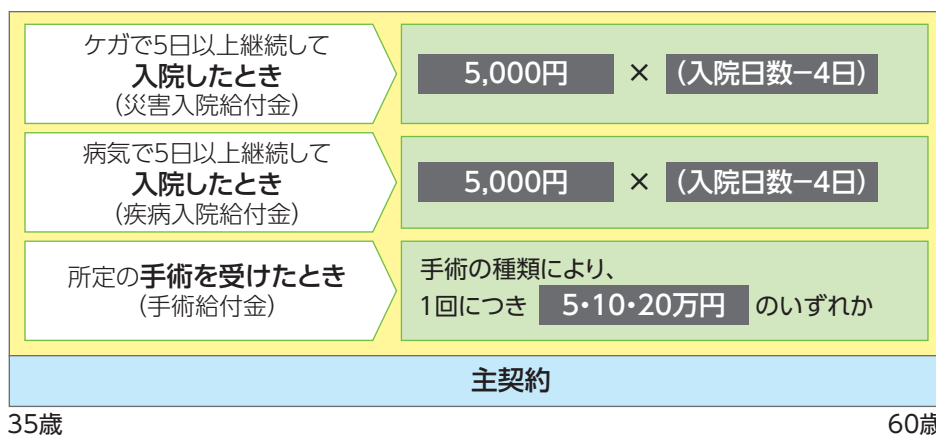 ケガで5日以上継続して
入院したとき
(災害入院給付金)
5,000円 × (入院日数−4日)
病気で5日以上継続して
入院したとき
(疾病入院給付金)
5,000円 × (入院日数−4日)
所定の手術を受けたとき
(手術給付金)
手術の種類により、
1回につき 5・10・20万円 のいずれか
主契約
35歳 60歳